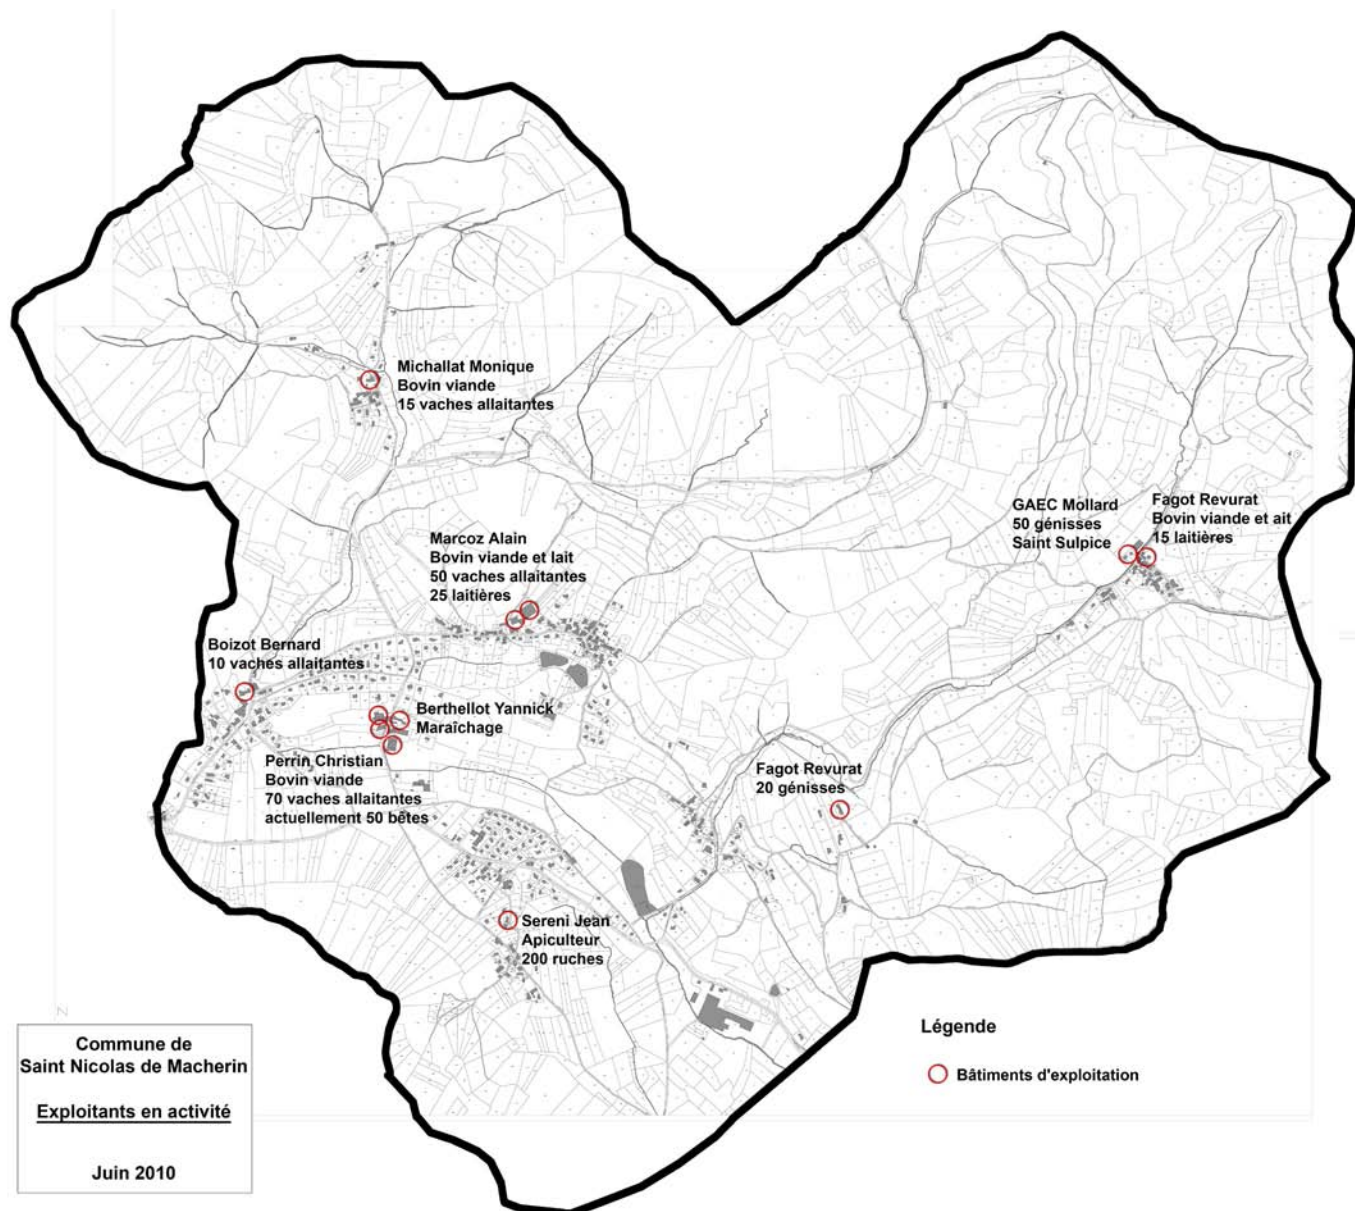 Michallat Monique
Bovin viande
15 vaches allaitantes
GAEC Mollard
50 génisses
Saint Sulpice
Fagot Revurat
Bovin viande et ait
15 laitières
Marcoz Alain
Bovin viande et lait
50 vaches allaitantes
25 laitières
Boizot Bernard
10 vaches allaitantes
Berthellot Yannick
Maraîchage
Perrin Christian
Bovin viande
70 vaches allaitantes
actuellement 50 bêtes
Fagot Revurat
20 génisses
Sereni Jean
Apiculteur
200 ruches
Légende
Bâtiments d'exploitation
Commune de
Saint Nicolas de Macherin
Exploitants en activité
Juin 2010